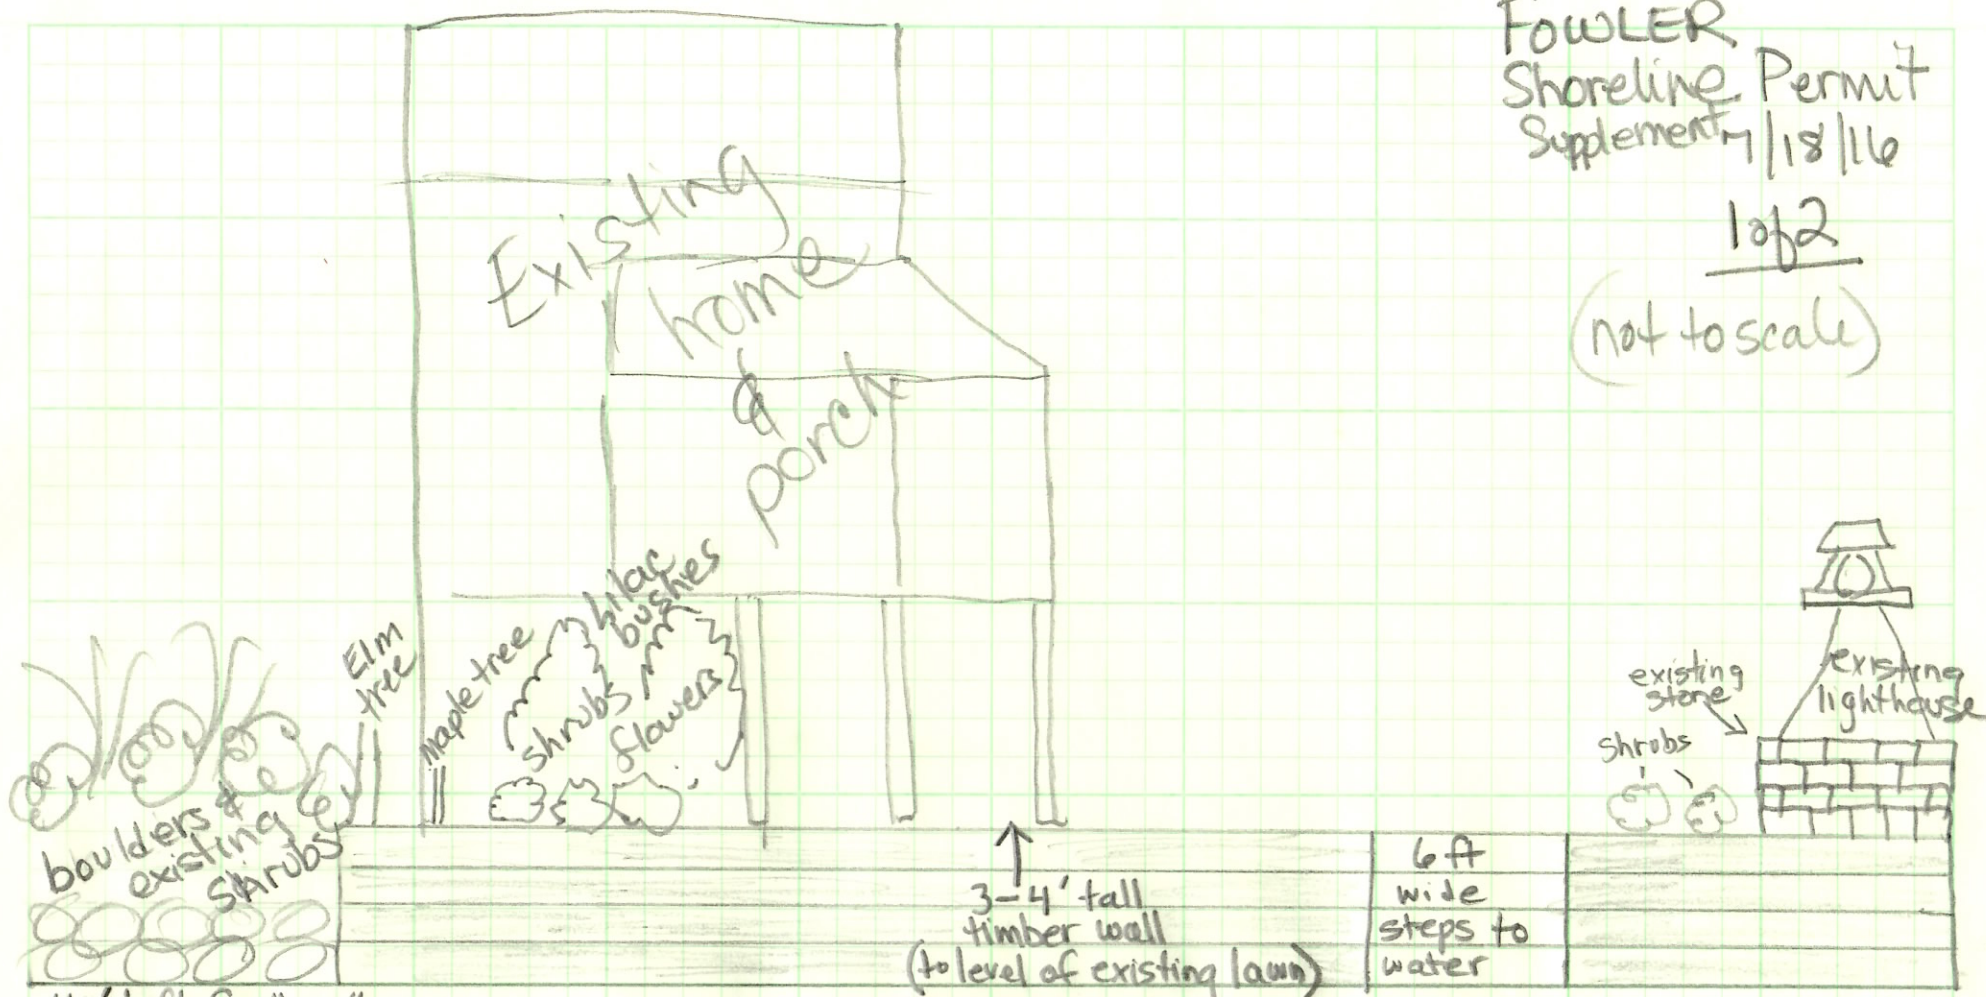 FOWLER
Shoreline Permit
Supplement 7/18/16
1 of 2
(not to scale)
Existing
home
&
porch
Lilac
bushes
Elm
tree
maple tree
shrubs
flowers
boulders &
existing
shrubs
existing
stone
shrubs
existing
lighthouse
3-4' tall
timber wall
(to level of existing lawn)
6 ft
wide
steps to
water